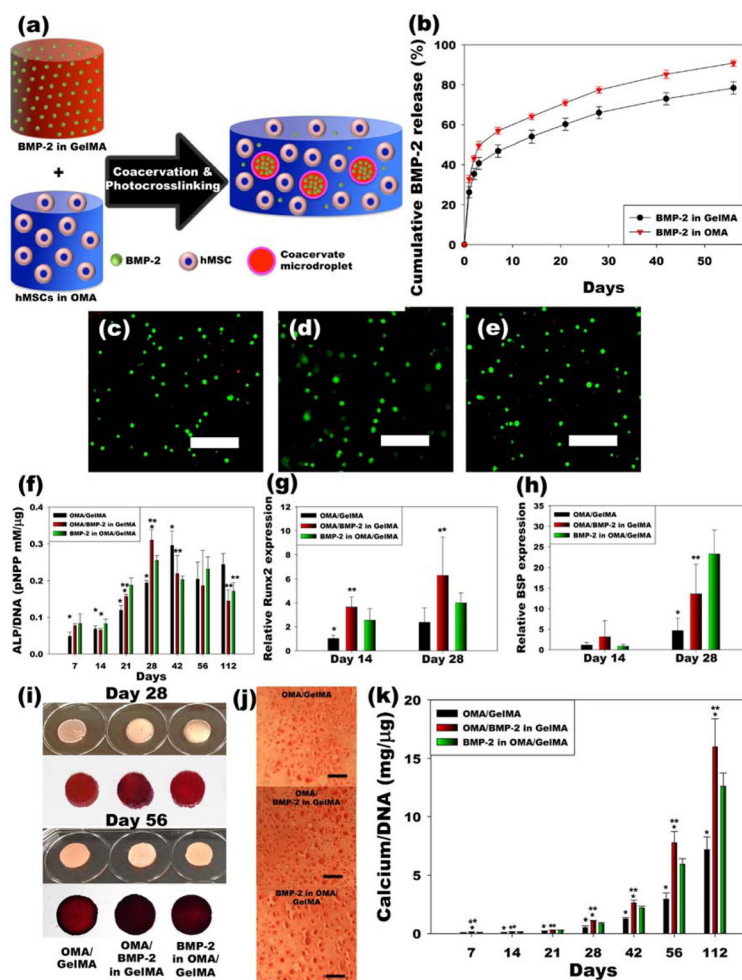 (a)
BMP-2 in GelMA
+
hMSCs in OMA
Coacervation &
Photocrosslinking
BMP-2
hMSC
Coacervate
microdroplet
(b)
Cumulative BMP-2 release (%)
100
80
60
40
20
0
BMP-2 in GelMA
BMP-2 in OMA
0 10 20 30 40 50
Days
(c)
(d)
(e)
(f)
ALP/DNA (pNPP mM/µg)
0.4
0.3
0.2
0.1
0.0
OMA/GelMA
OMA/BMP-2 in GelMA
BMP-2 in OMA/GelMA
* * * ** * * ** * ** * ** ** **
7 14 21 28 42 56 112
Days
(g)
Relative Runx2 expression
12
10
8
6
4
2
0
OMA/GelMA
OMA/BMP-2 in GelMA
BMP-2 in OMA/GelMA
* ** **
Day 14 Day 28
(h)
Relative BSP expression
35
30
25
20
15
10
5
0
OMA/GelMA
OMA/BMP-2 in GelMA
BMP-2 in OMA/GelMA
* **
Day 14 Day 28
(i)
Day 28
Day 56
OMA/
GelMA
OMA/
BMP-2
in GelMA
BMP-2
in OMA/
GelMA
(j)
OMA/GelMA
OMA/
BMP-2 in GelMA
BMP-2 in OMA/
GelMA
(k)
Calcium/DNA (mg/µg)
20
15
10
5
0
OMA/GelMA
OMA/BMP-2 in GelMA
BMP-2 in OMA/GelMA
7 14 21 28 42 56 112
Days